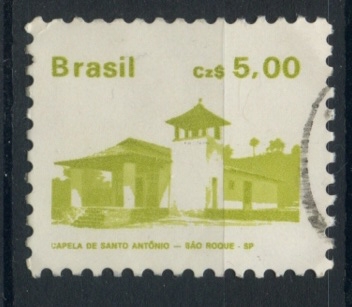 Brasil Cz$ 5,00
CAPELA DE SANTO ANTÔNIO — SÃO ROQUE - SP